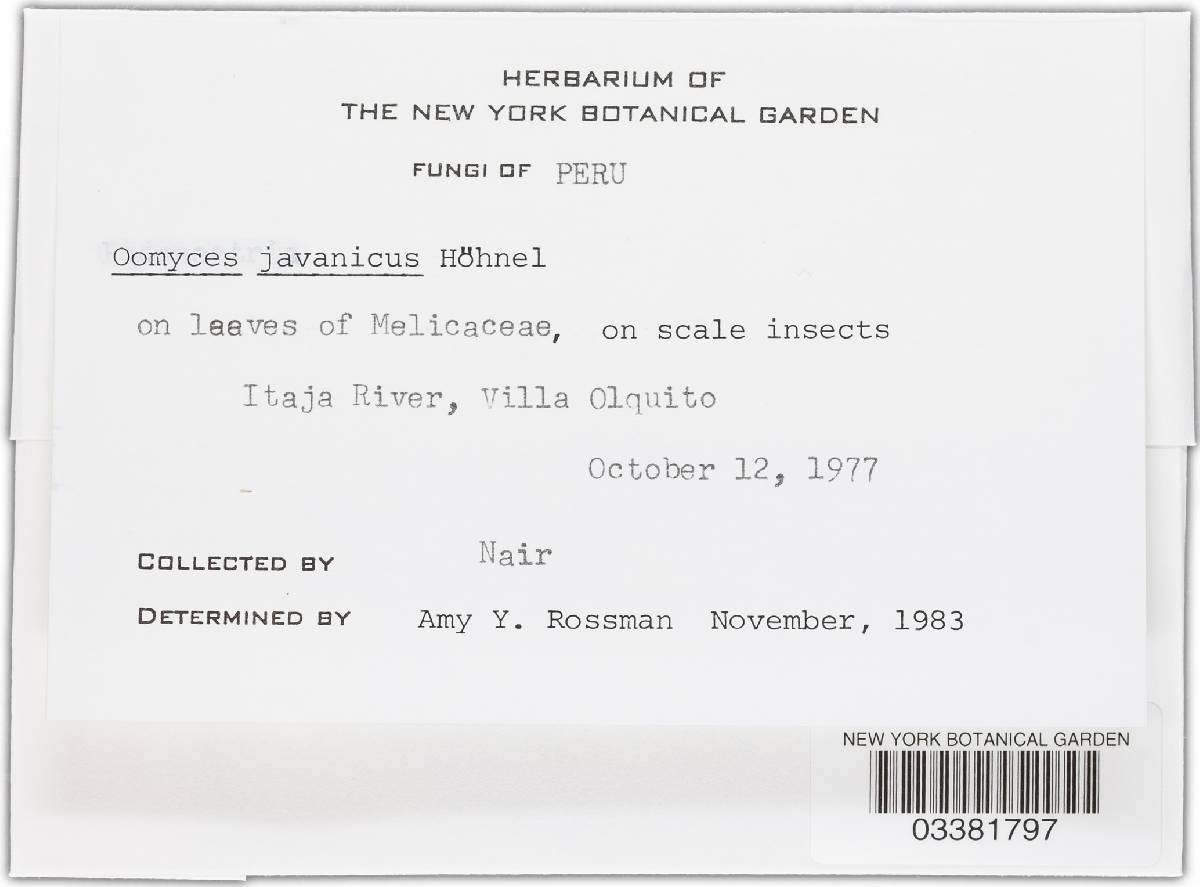 HERBARIUM OF
THE NEW YORK BOTANICAL GARDEN
FUNGI OF PERU
Oomyces javanicus Höhnel
on leaves of Melicaceae, on scale insects
Itaja River, Villa Olquito
October 12, 1977
COLLECTED BY Nair
DETERMINED BY Amy Y. Rossman November, 1983
NEW YORK BOTANICAL GARDEN
03381797